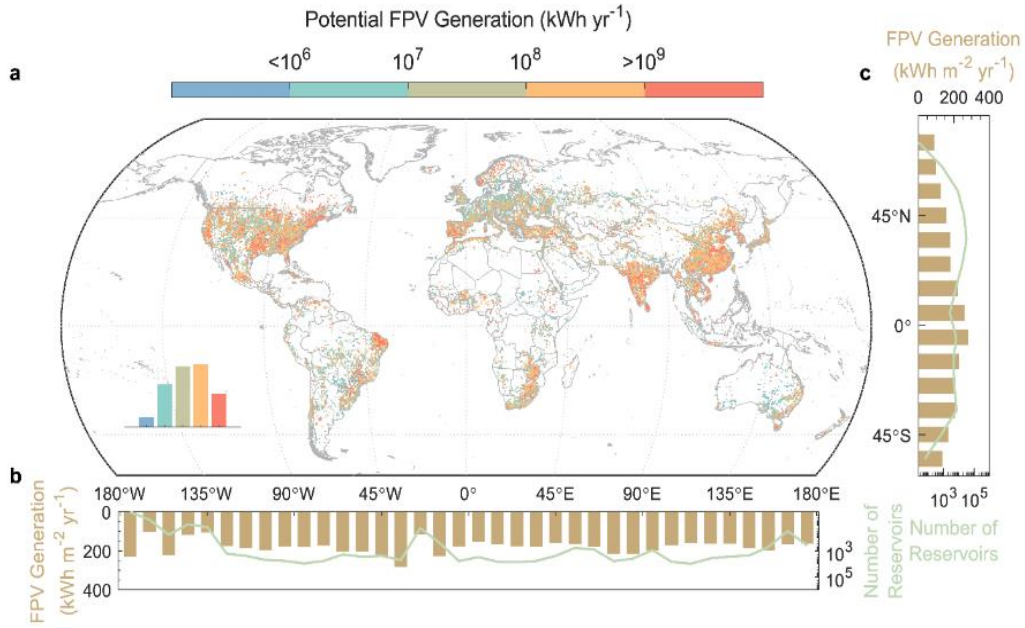 Potential FPV Generation (kWh yr⁻¹)
<10⁶ 10⁷ 10⁸ >10⁹
a
c
FPV Generation
(kWh m⁻² yr⁻¹)
0 200 400
45°N
0°
45°S
10³ 10⁵
Number of
Reservoirs
b
180°W 135°W 90°W 45°W 0° 45°E 90°E 135°E 180°E
FPV Generation
(kWh m⁻² yr⁻¹)
0
200
400
10³
10⁵
Number of
Reservoirs